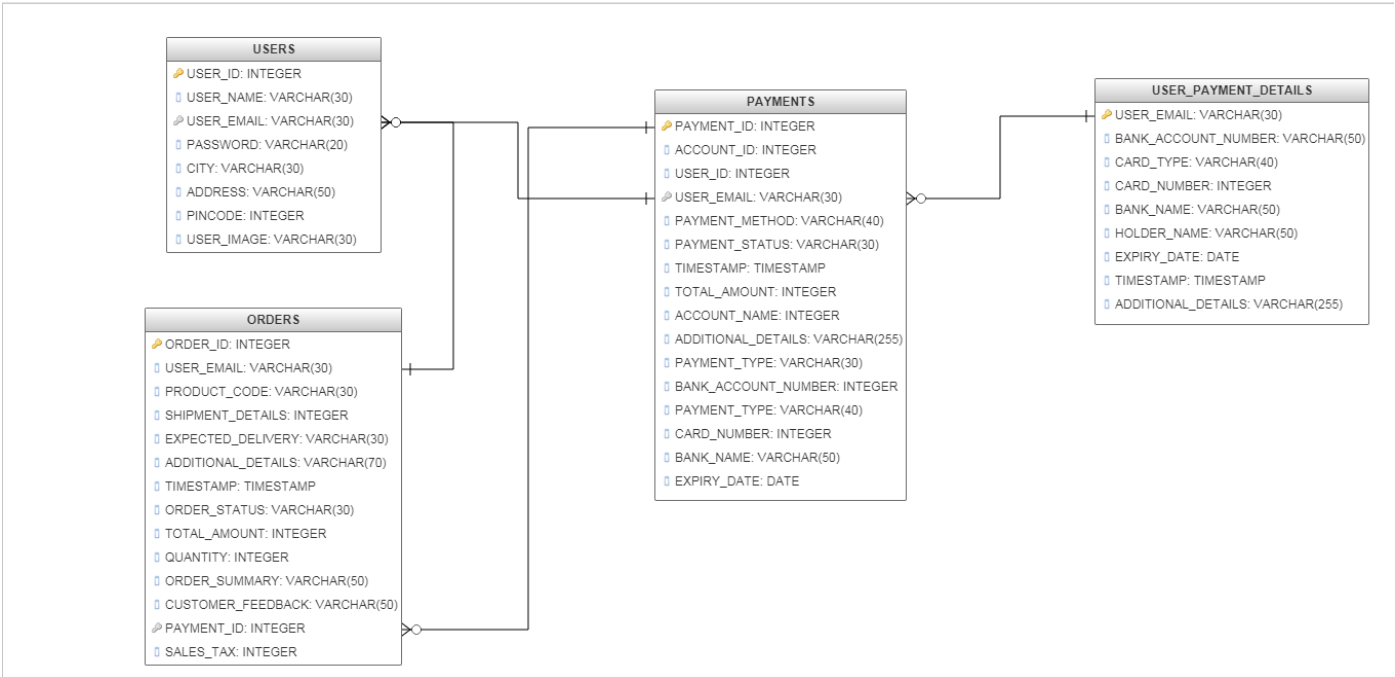 USERS
USER_ID: INTEGER
USER_NAME: VARCHAR(30)
USER_EMAIL: VARCHAR(30)
PASSWORD: VARCHAR(20)
CITY: VARCHAR(30)
ADDRESS: VARCHAR(50)
PINCODE: INTEGER
USER_IMAGE: VARCHAR(30)
ORDERS
ORDER_ID: INTEGER
USER_EMAIL: VARCHAR(30)
PRODUCT_CODE: VARCHAR(30)
SHIPMENT_DETAILS: INTEGER
EXPECTED_DELIVERY: VARCHAR(30)
ADDITIONAL_DETAILS: VARCHAR(70)
TIMESTAMP: TIMESTAMP
ORDER_STATUS: VARCHAR(30)
TOTAL_AMOUNT: INTEGER
QUANTITY: INTEGER
ORDER_SUMMARY: VARCHAR(50)
CUSTOMER_FEEDBACK: VARCHAR(50)
PAYMENT_ID: INTEGER
SALES_TAX: INTEGER
PAYMENTS
PAYMENT_ID: INTEGER
ACCOUNT_ID: INTEGER
USER_ID: INTEGER
USER_EMAIL: VARCHAR(30)
PAYMENT_METHOD: VARCHAR(40)
PAYMENT_STATUS: VARCHAR(30)
TIMESTAMP: TIMESTAMP
TOTAL_AMOUNT: INTEGER
ACCOUNT_NAME: INTEGER
ADDITIONAL_DETAILS: VARCHAR(255)
PAYMENT_TYPE: VARCHAR(30)
BANK_ACCOUNT_NUMBER: INTEGER
PAYMENT_TYPE: VARCHAR(40)
CARD_NUMBER: INTEGER
BANK_NAME: VARCHAR(50)
EXPIRY_DATE: DATE
USER_PAYMENT_DETAILS
USER_EMAIL: VARCHAR(30)
BANK_ACCOUNT_NUMBER: VARCHAR(50)
CARD_TYPE: VARCHAR(40)
CARD_NUMBER: INTEGER
BANK_NAME: VARCHAR(50)
HOLDER_NAME: VARCHAR(50)
EXPIRY_DATE: DATE
TIMESTAMP: TIMESTAMP
ADDITIONAL_DETAILS: VARCHAR(255)